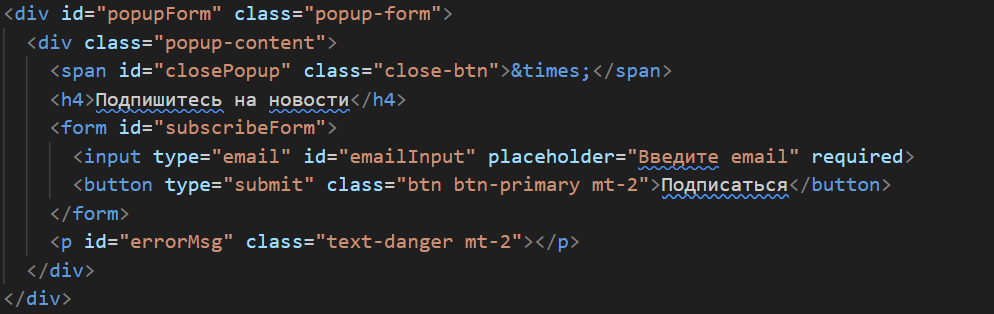 <div id="popupForm" class="popup-form">
<div class="popup-content">
<span id="closePopup" class="close-btn">&times;</span>
<h4>Подпишитесь на новости</h4>
<form id="subscribeForm">
<input type="email" id="emailInput" placeholder="Введите email" required>
<button type="submit" class="btn btn-primary mt-2">Подписаться</button>
</form>
<p id="errorMsg" class="text-danger mt-2"></p>
</div>
</div>